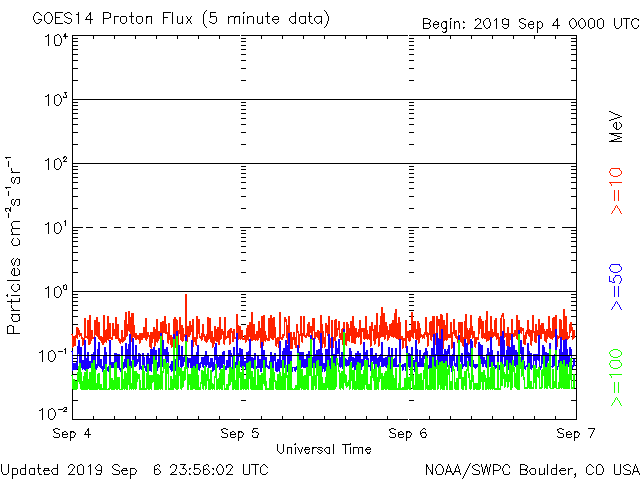 GOES14 Proton Flux (5 minute data)
Begin: 2019 Sep 4 0000 UTC
10⁴
10³
10²
10¹
10⁰
10⁻¹
10⁻²
Particles cm⁻²s⁻¹sr⁻¹
MeV
>=10
>=50
>=100
Sep 4 Sep 5 Sep 6 Sep 7
Universal Time
Updated 2019 Sep 6 23:56:02 UTC
NOAA/SWPC Boulder, CO USA